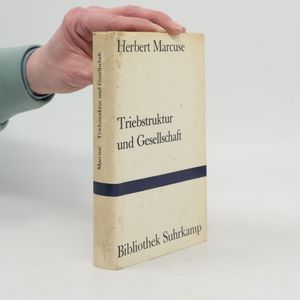 Herbert Marcuse
Triebstruktur
und Gesellschaft
Bibliothek Suhrkamp
Marcuse Triebstruktur und Gesellschaft